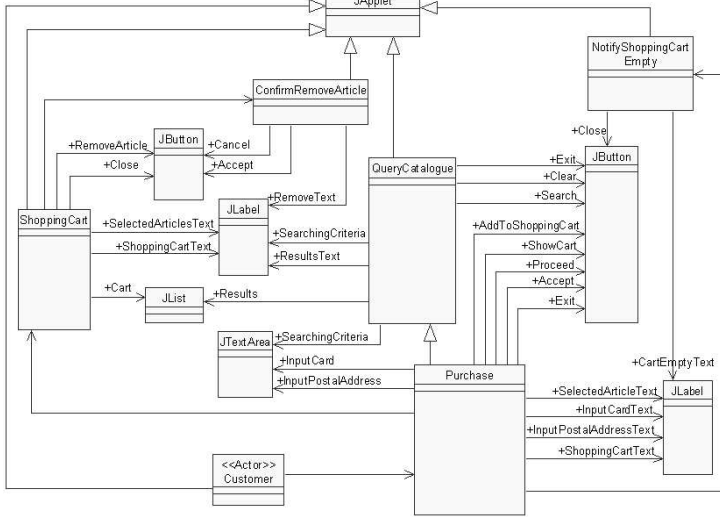 JApplet
NotifyShoppingCart
Empty
ConfirmRemoveArticle
+Close
+RemoveArticle
JButton
+Cancel
JButton
+Exit
+Close
+Accept
QueryCatalogue
+Clear
+RemoveText
+Search
ShoppingCart
+SelectedArticlesText
JLabel
+AddToShoppingCart
+SearchingCriteria
+ShoppingCartText
+ShowCart
+ResultsText
+Proceed
+Accept
+Cart
JList
+Results
+Exit
+SearchingCriteria
JTextArea
+InputCard
+CartEmptyText
+InputPostalAddress
Purchase
+SelectedArticleText
JLabel
+InputCardText
+InputPostalAddressText
+ShoppingCartText
<<Actor>>
Customer